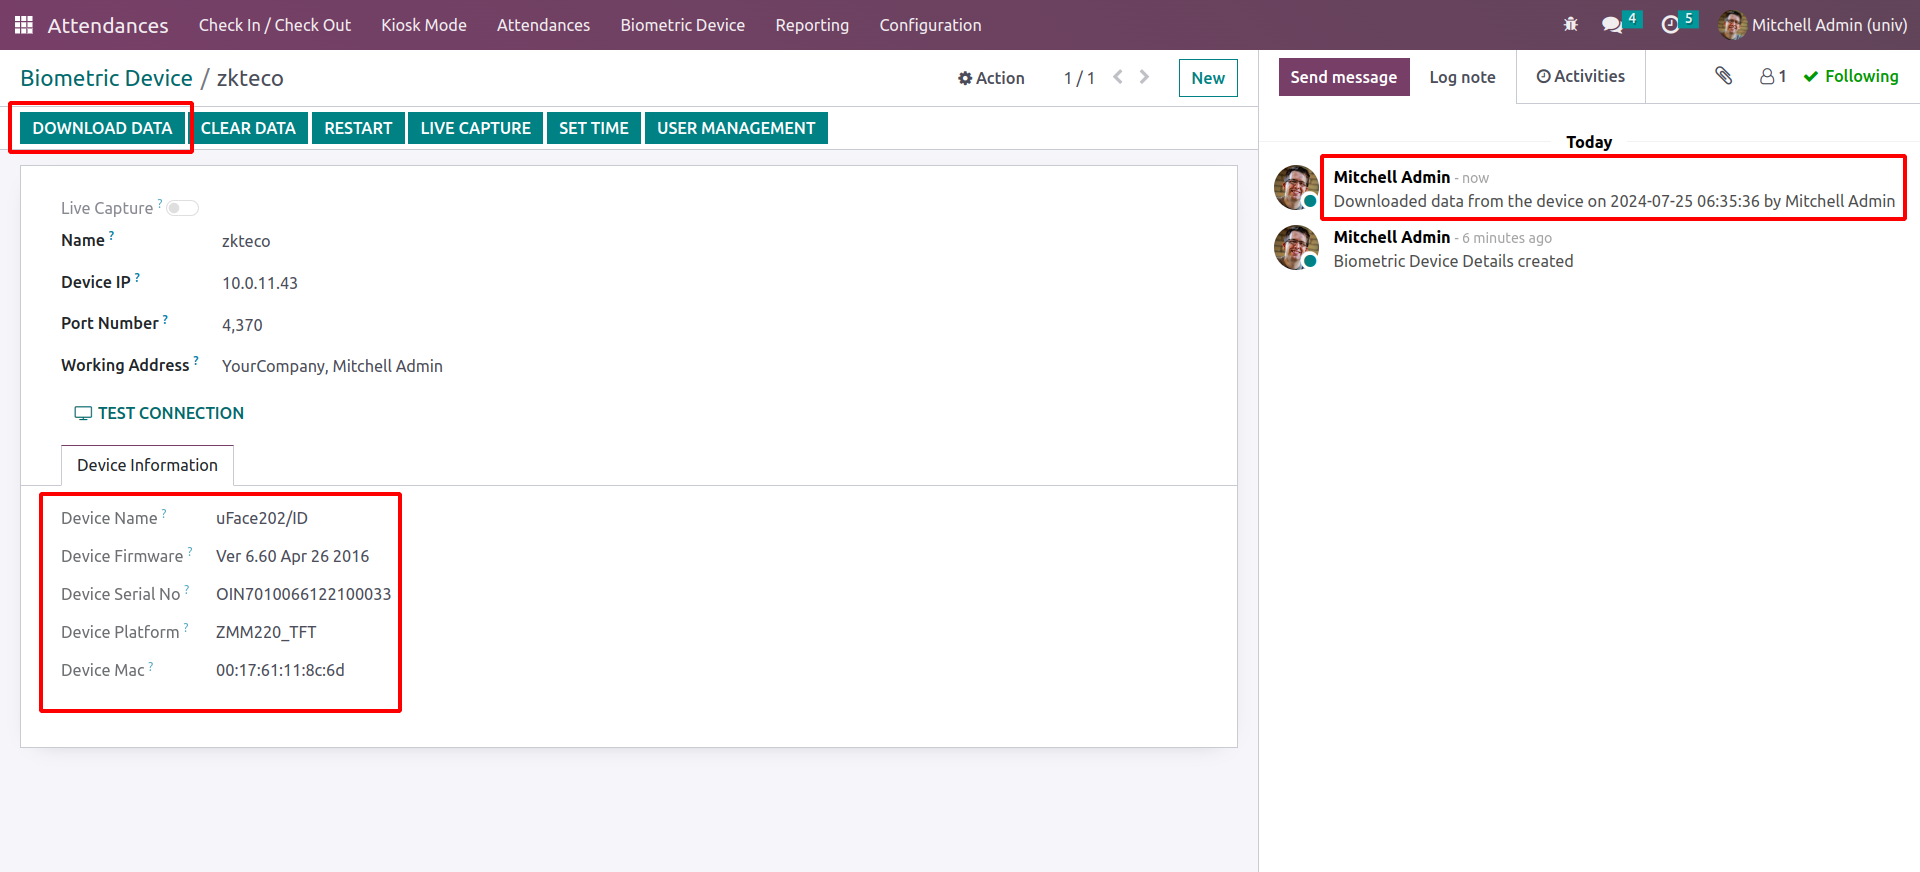 Attendances Check In / Check Out Kiosk Mode Attendances Biometric Device Reporting Configuration 4 5 Mitchell Admin (univ)
Biometric Device / zkteco Action 1 / 1 New
DOWNLOAD DATA CLEAR DATA RESTART LIVE CAPTURE SET TIME USER MANAGEMENT
Live Capture ?
Name ? zkteco
Device IP ? 10.0.11.43
Port Number ? 4,370
Working Address ? YourCompany, Mitchell Admin
TEST CONNECTION
Device Information
Device Name ? uFace202/ID
Device Firmware ? Ver 6.60 Apr 26 2016
Device Serial No ? OIN7010066122100033
Device Platform ? ZMM220_TFT
Device Mac ? 00:17:61:11:8c:6d
Send message Log note Activities 1 Following
Today
Mitchell Admin - now
Downloaded data from the device on 2024-07-25 06:35:36 by Mitchell Admin
Mitchell Admin - 6 minutes ago
Biometric Device Details created